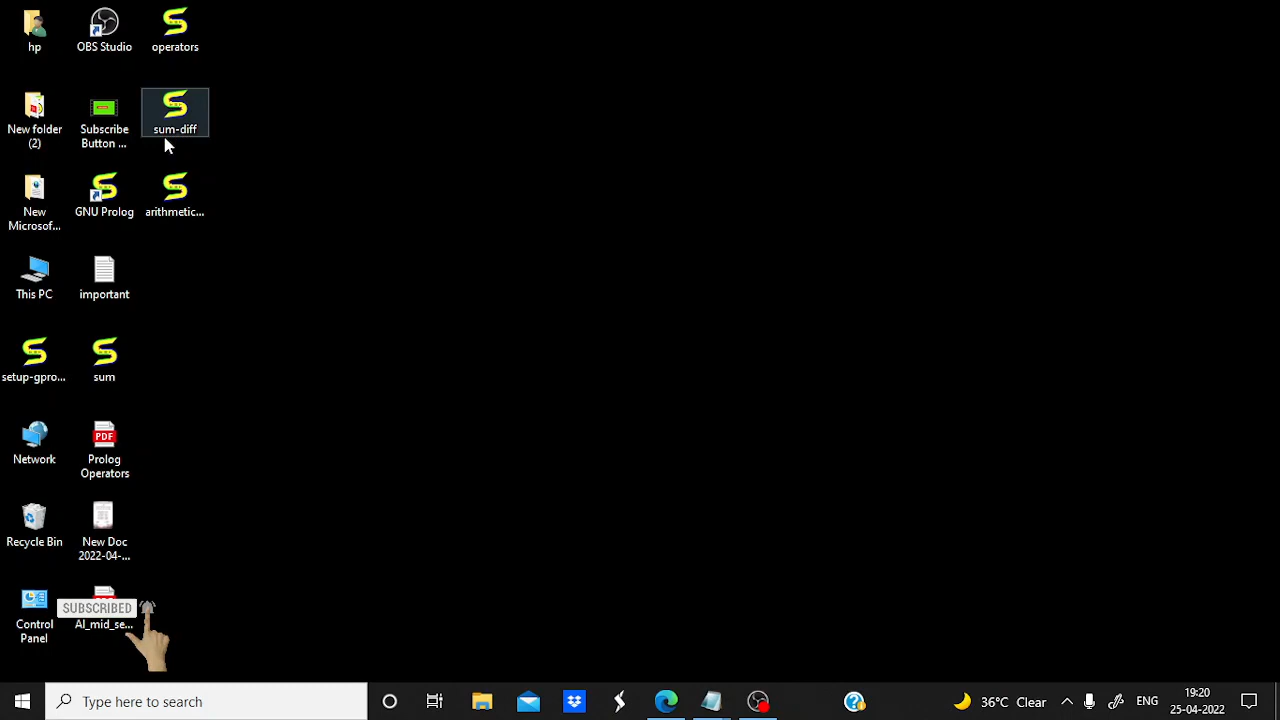 hp
OBS Studio
operators
New folder
(2)
Subscribe
Button ...
sum-diff
New
Microsof...
GNU Prolog
arithmetic...
This PC
important
setup-gpro...
sum
Network
PDF
Prolog
Operators
Recycle Bin
New Doc
2022-04-...
Control
Panel
SUBSCRIBED
AI_mid_se...
Type here to search
36°C Clear
ENG
19:20
25-04-2022